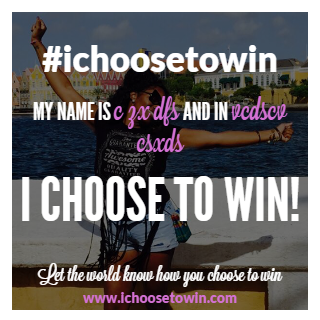 #ichoosetowin
MY NAME IS c zx dfs AND IN vcdscv
csxds
I CHOOSE TO WIN!
Let the world know how you choose to win
www.IchoosetowIn.com